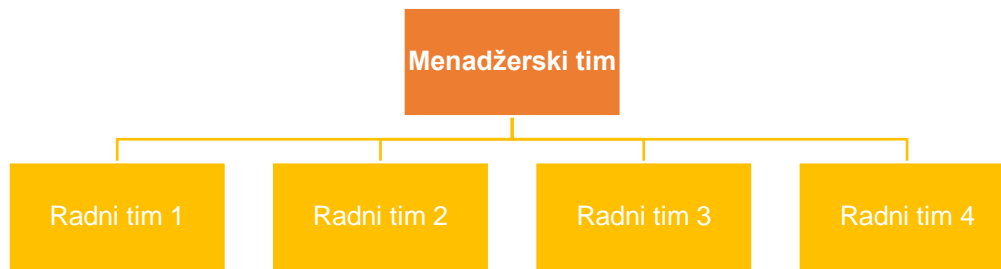 Menadžerski tim
Radni tim 1
Radni tim 2
Radni tim 3
Radni tim 4